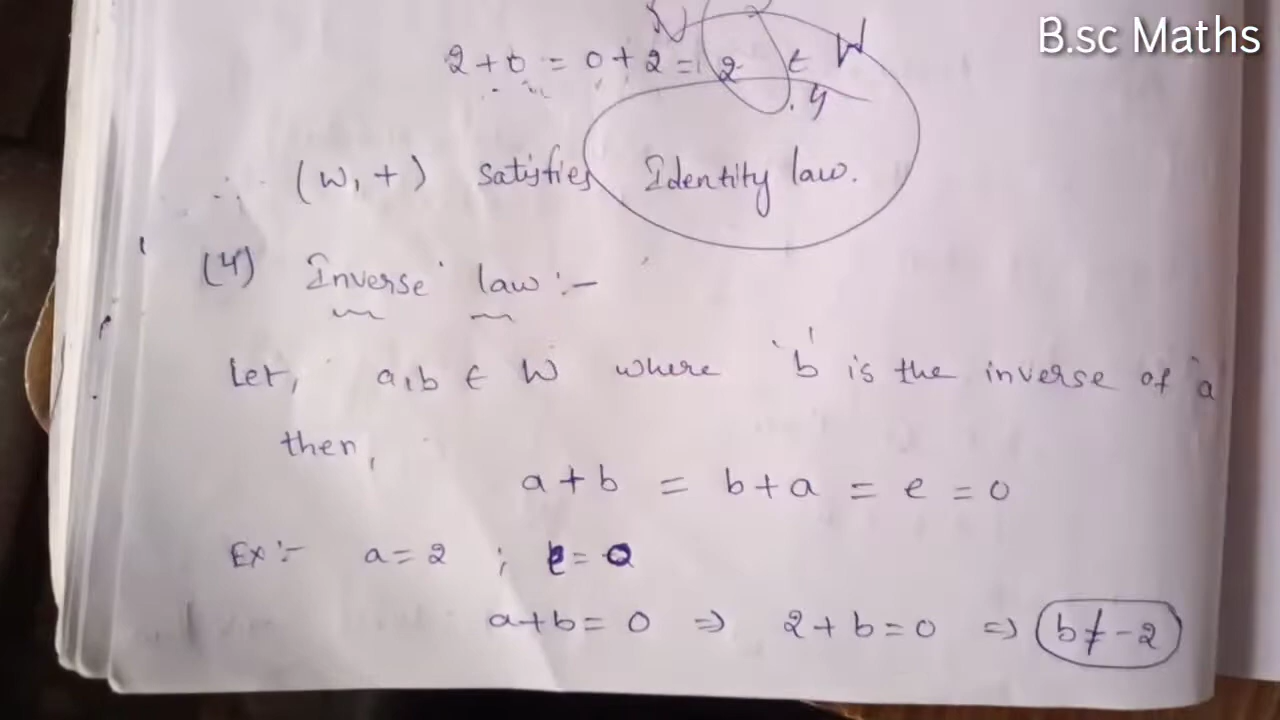 B.sc Maths
2 + 0 = 0 + 2 = 2 ∈ W
∴ (W, +) satisfies Identity law.
(4) Inverse law :-
Let, a, b ∈ W where 'b' is the inverse of 'a'
then,
a + b = b + a = e = 0
Ex :- a = 2 ; e = 0
a + b = 0 ⇒ 2 + b = 0 ⇒ b ≠ -2